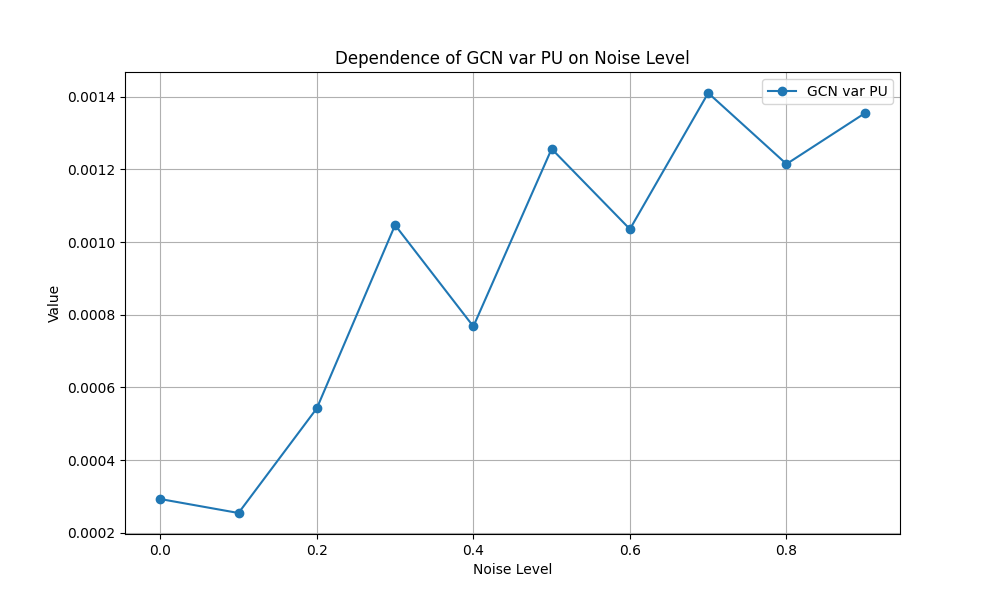 Dependence of GCN var PU on Noise Level
GCN var PU
0.0014
0.0012
0.0010
0.0008
0.0006
0.0004
0.0002
Value
0.0 0.2 0.4 0.6 0.8
Noise Level